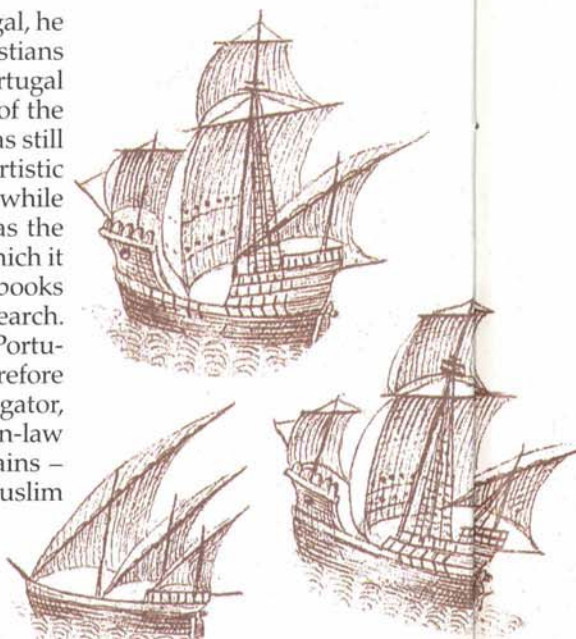 gal, he
stians
rtugal
of the
as still
rtistic
while
as the
hich it
books
earch.
Portu-
refore
gator,
n-law
ains –
uslim